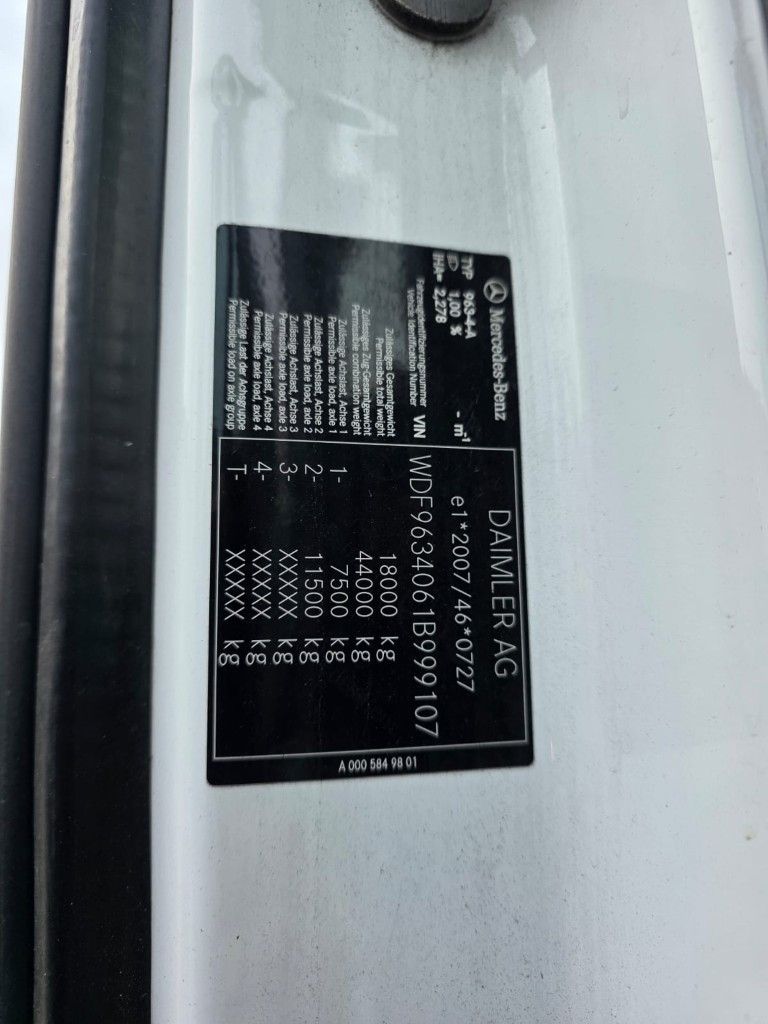 Mercedes-Benz
DAIMLER AG
TYP 963-4-A - m⁻¹ e1*2007/46*0727
1,00 %
IHA= 2,278
Fahrzeugidentifizierungsnummer
Vehicle Identification Number VIN WDF9634061B999107
Zulässiges Gesamtgewicht
Permissible total weight 18000 kg
Zulässiges Zug-Gesamtgewicht
Permissible combination weight 44000 kg
Zulässige Achslast, Achse 1
Permissible axle load, axle 1 1- 7500 kg
Zulässige Achslast, Achse 2
Permissible axle load, axle 2 2- 11500 kg
Zulässige Achslast, Achse 3
Permissible axle load, axle 3 3- XXXXX kg
Zulässige Achslast, Achse 4
Permissible axle load, axle 4 4- XXXXX kg
Zulässige Last der Achsgruppe
Permissible load on axle group T- XXXXX kg
A 000 584 98 01